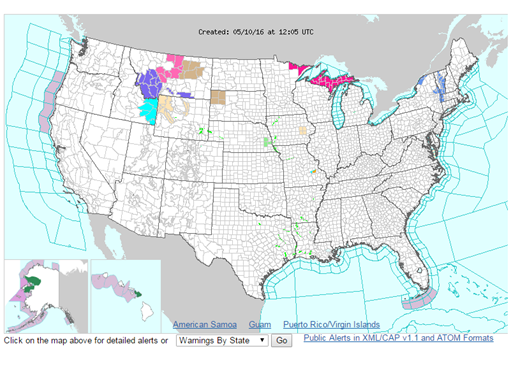 Created: 05/10/16 at 12:05 UTC
American Samoa Guam Puerto Rico/Virgin Islands
Click on the map above for detailed alerts or Warnings By State Go Public Alerts in XML/CAP v1.1 and ATOM Formats